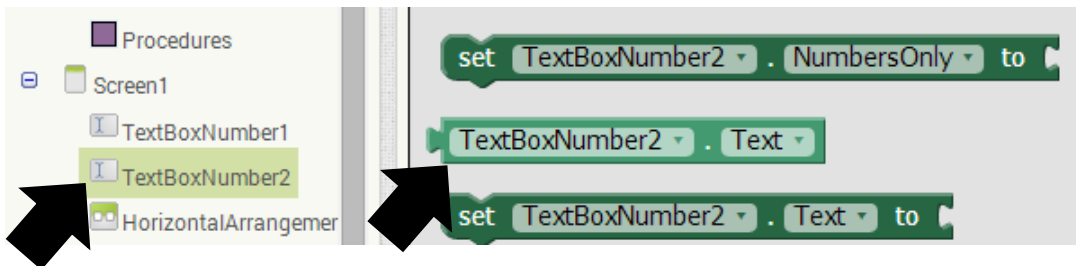 Procedures
Screen1
TextBoxNumber1
TextBoxNumber2
HorizontalArrangemer
set TextBoxNumber2 . NumbersOnly to
TextBoxNumber2 . Text
set TextBoxNumber2 . Text to